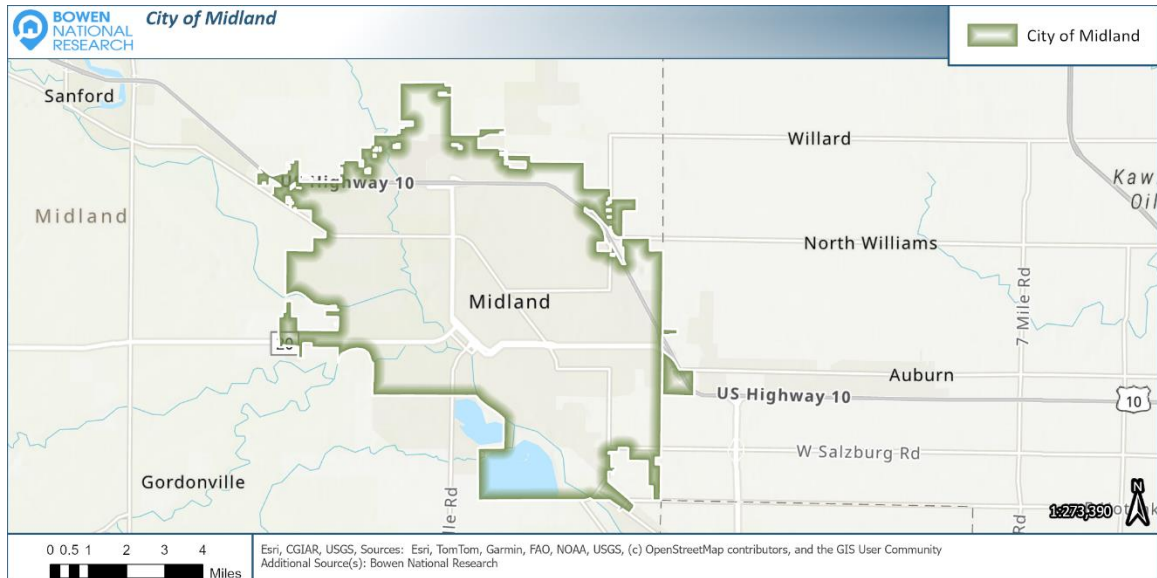 BOWEN
NATIONAL
RESEARCH
City of Midland
City of Midland
Sanford
Willard
Midland
US Highway 10
North Williams
Midland
7 Mile Rd
20
Auburn
US Highway 10
10
W Salzburg Rd
Gordonville
Rd
N
1:273,390
0 0.5 1 2 3 4
Miles
Esri, CGIAR, USGS, Sources: Esri, TomTom, Garmin, FAO, NOAA, USGS, (c) OpenStreetMap contributors, and the GIS User Community
Additional Source(s): Bowen National Research